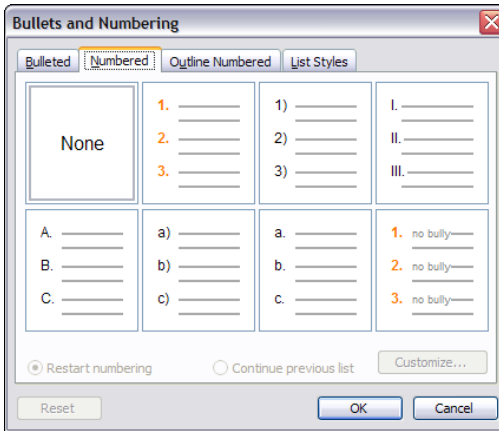 Bullets and Numbering
Bulleted Numbered Outline Numbered List Styles
None
1.
2.
3.
1)
2)
3)
I.
II.
III.
A.
B.
C.
a)
b)
c)
a.
b.
c.
1. no bully
2. no bully
3. no bully
Restart numbering Continue previous list Customize...
Reset OK Cancel